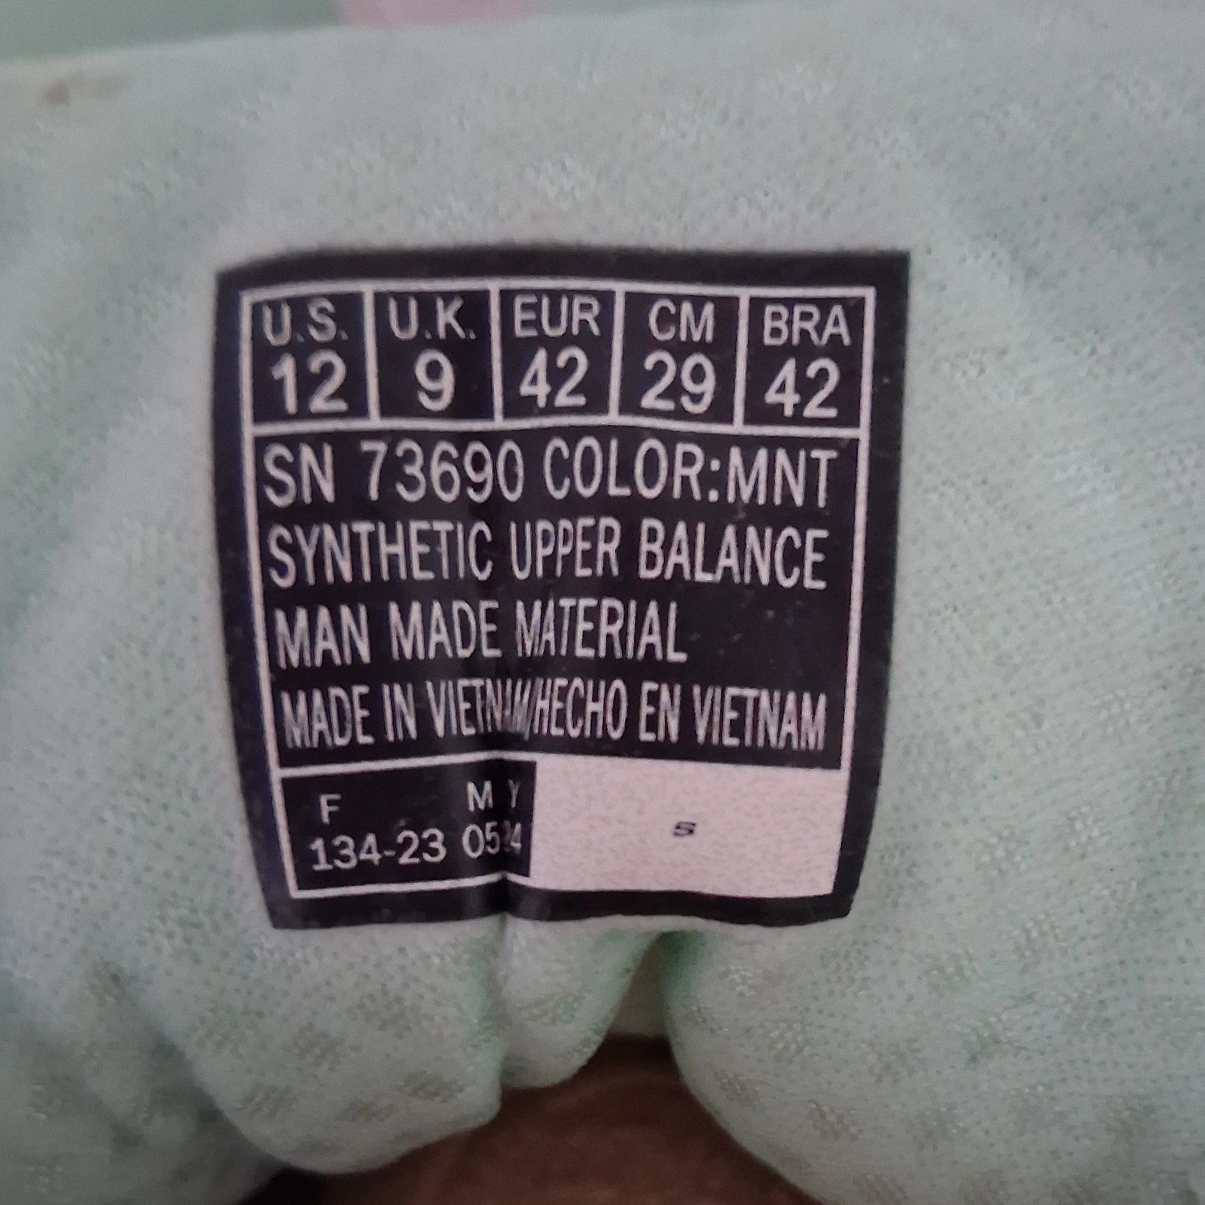 U.S. U.K. EUR CM BRA
12 9 42 29 42
SN 73690 COLOR:MNT
SYNTHETIC UPPER BALANCE
MAN MADE MATERIAL
MADE IN VIETNAM/HECHO EN VIETNAM
F M Y
134-23 05
S